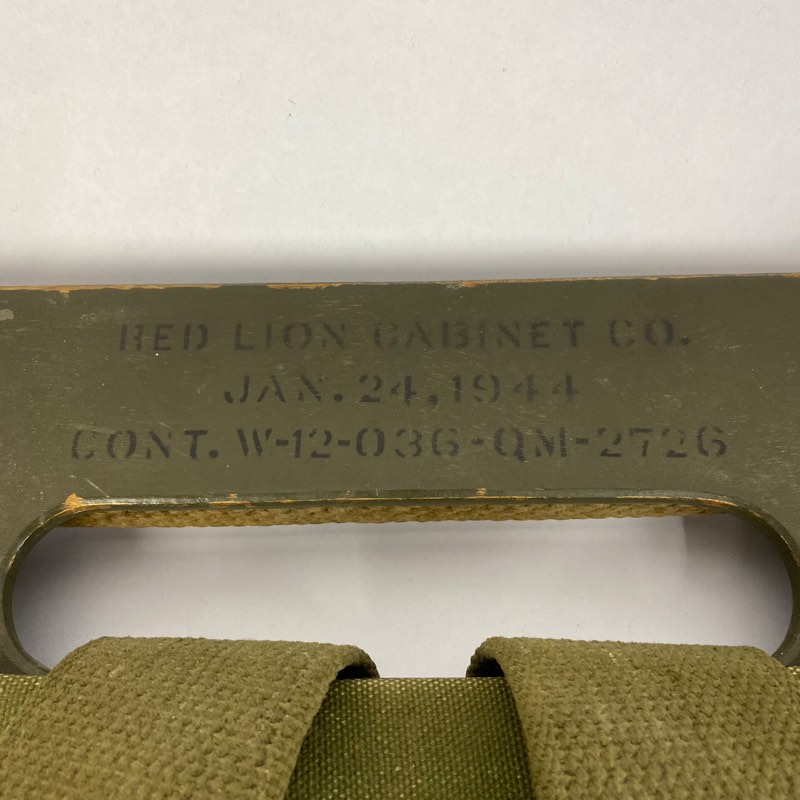 RED LION CABINET CO.
JAN. 24, 1944
CONT. W-12-036-QM-2726